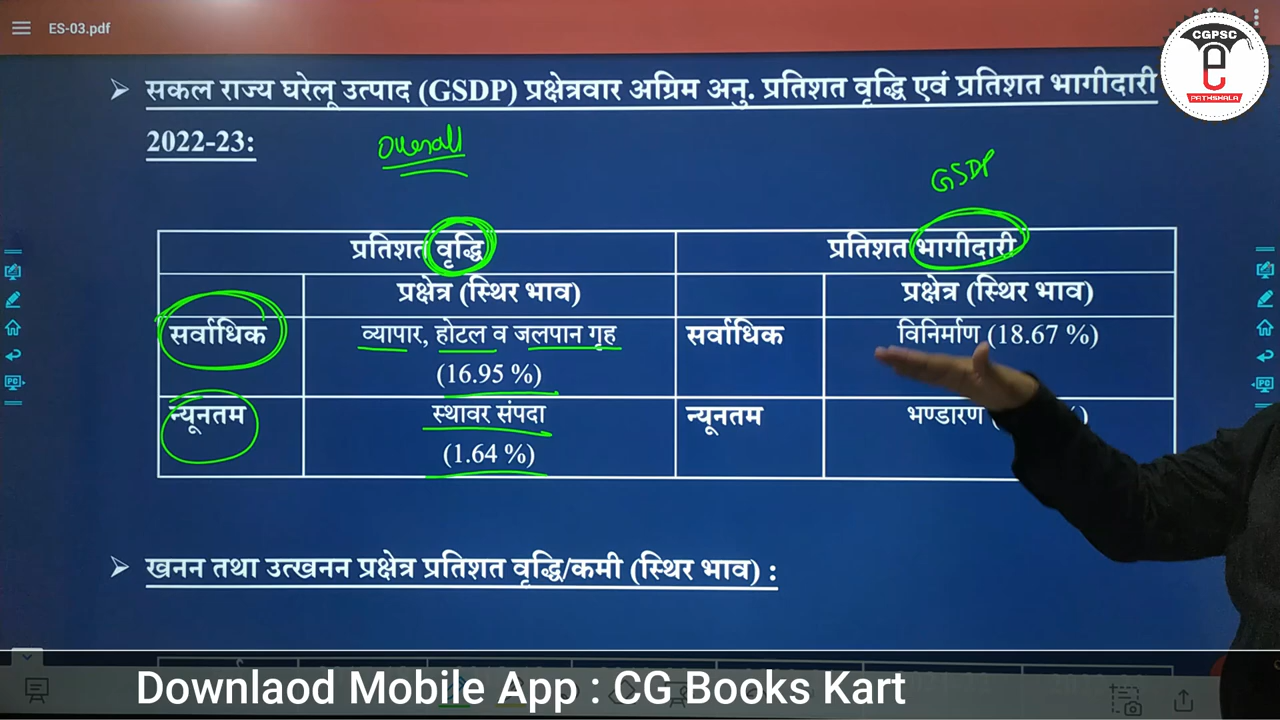 ES-03.pdf
CGPSC
e
PATHSHALA
सकल राज्य घरेलू उत्पाद (GSDP) प्रक्षेत्रवार अग्रिम अनु. प्रतिशत वृद्धि एवं प्रतिशत भागीदारी
2022-23:
Overall
GSDP
प्रतिशत वृद्धि प्रतिशत भागीदारी
प्रक्षेत्र (स्थिर भाव) प्रक्षेत्र (स्थिर भाव)
सर्वाधिक व्यापार, होटल व जलपान गृह सर्वाधिक विनिर्माण (18.67 %)
(16.95 %)
न्यूनतम स्थावर संपदा न्यूनतम भण्डारण
(1.64 %)
खनन तथा उत्खनन प्रक्षेत्र प्रतिशत वृद्धि/कमी (स्थिर भाव) :
Downlaod Mobile App : CG Books Kart